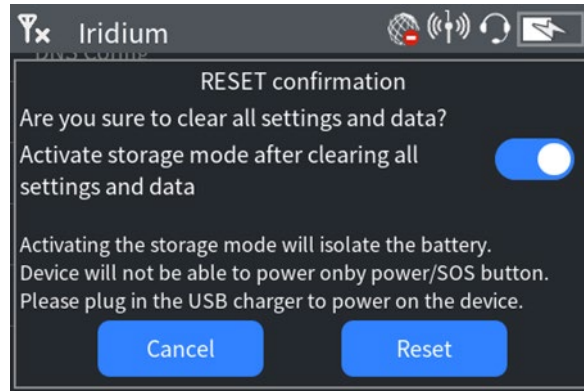 Iridium
DNS Config
RESET confirmation
Are you sure to clear all settings and data?
Activate storage mode after clearing all
settings and data
Activating the storage mode will isolate the battery.
Device will not be able to power onby power/SOS button.
Please plug in the USB charger to power on the device.
Cancel
Reset